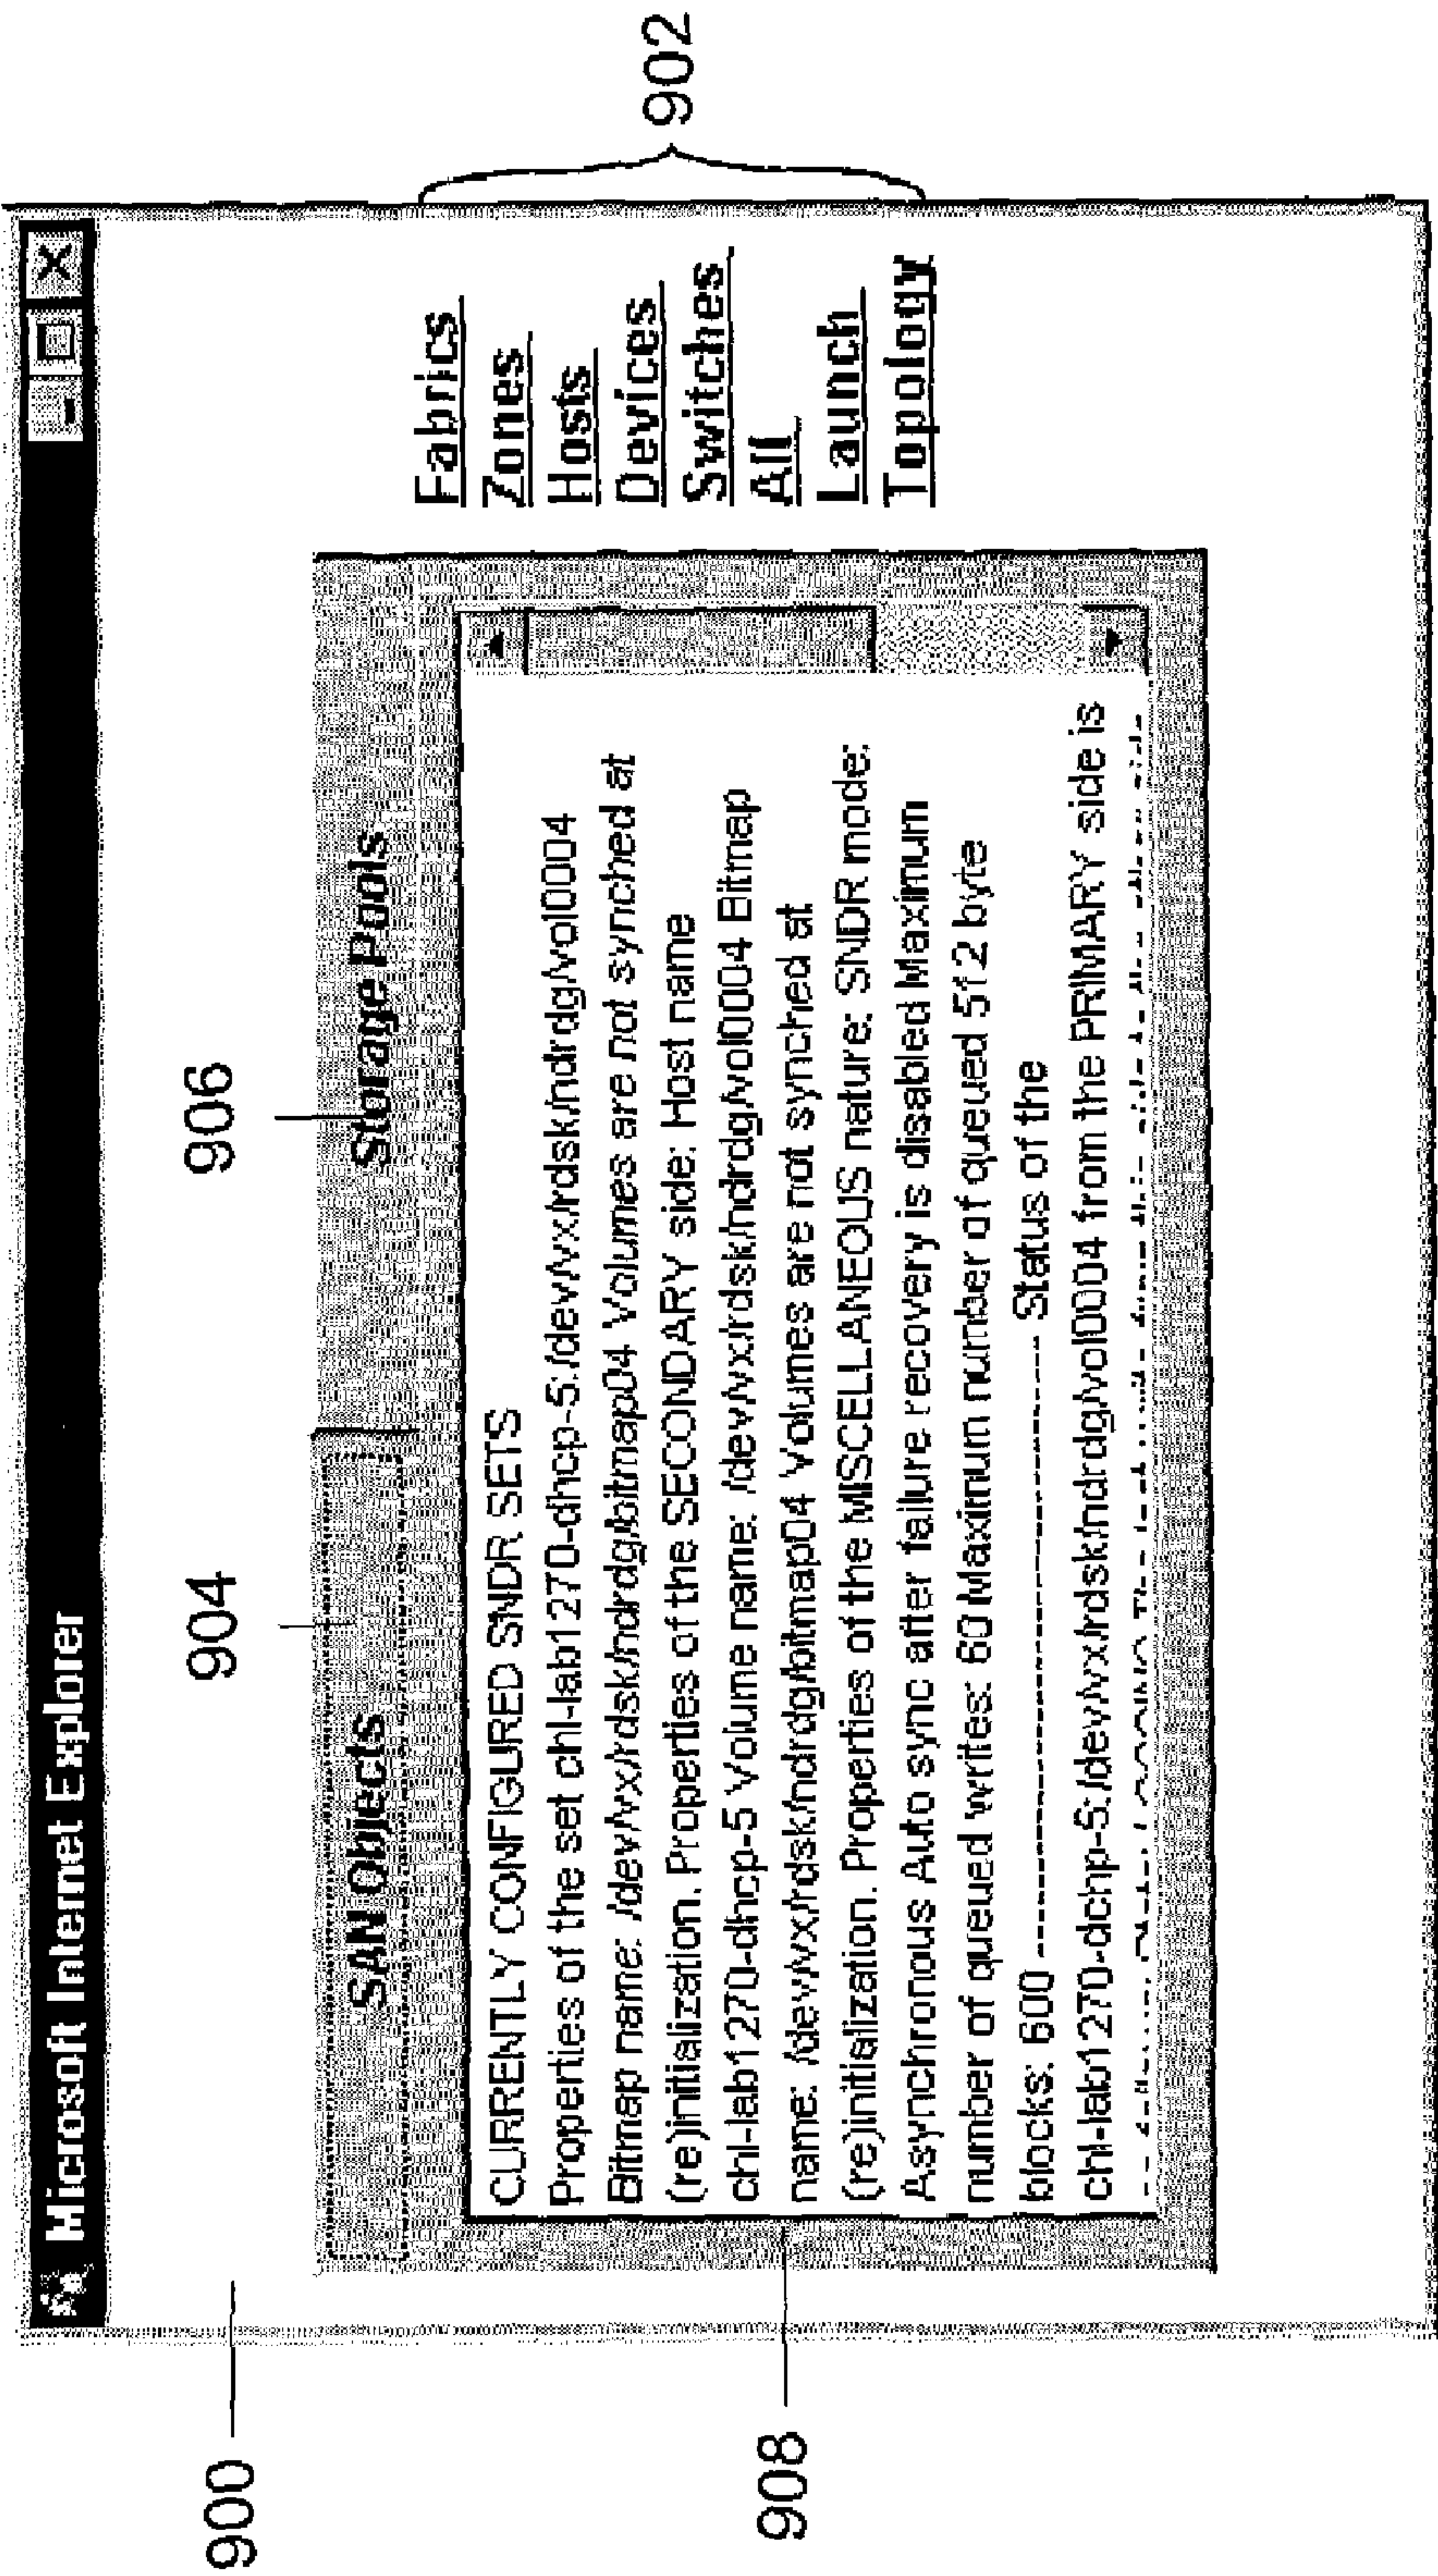 Microsoft Internet Explorer
900
904
906
SAN Objects
Storage Pools
902
Fabrics
Zones
Hosts
Devices
Switches
All
Launch
Topology
908
CURRENTLY CONFIGURED SNDR SETS
Properties of the set chl-lab1270-dhcp-5:/dev/vx/rdsk/ndrdg/vol0004
Bitmap name: /dev/vx/rdsk/ndrdg/bitmap04 Volumes are not synched at
(re)initialization. Properties of the SECONDARY side: Host name
chl-lab1270-dhcp-5 Volume name: /dev/vx/rdsk/ndrdg/vol0004 Bitmap
name: /dev/vx/rdsk/ndrdg/bitmap04 Volumes are not synched at
(re)initialization. Properties of the MISCELLANEOUS nature: SNDR mode:
Asynchronous Auto sync after failure recovery is disabled Maximum
number of queued writes: 60 Maximum number of queued 512 byte
blocks: 600 ------------------------------------ Status of the
chl-lab1270-dchp-5:/dev/vx/rdsk/ndrdg/vol0004 from the PRIMARY side is